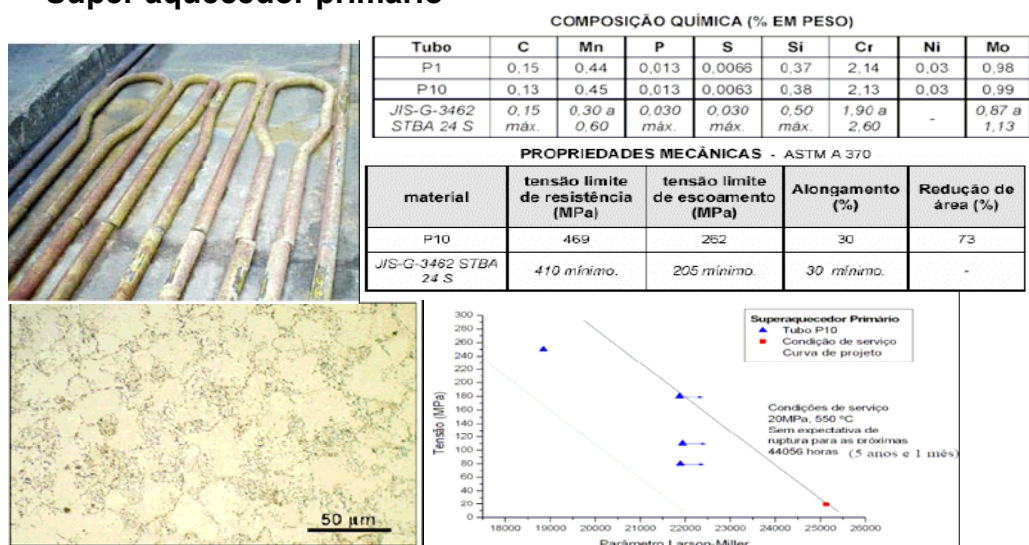 Super aquecedor primário
COMPOSIÇÃO QUÍMICA (% EM PESO)
Tubo C Mn P S Si Cr Ni Mo
P1 0,15 0,44 0,013 0,0066 0,37 2,14 0,03 0,98
P10 0,13 0,45 0,013 0,0063 0,38 2,13 0,03 0,99
JIS-G-3462 0,15 0,30 a 0,030 0,030 0,50 1,90 a - 0,87 a
STBA 24 S máx. 0,60 máx. máx. máx. 2,60 1,13
PROPRIEDADES MECÂNICAS - ASTM A 370
material tensão limite de resistência (MPa) tensão limite de escoamento (MPa) Alongamento (%) Redução de área (%)
P10 469 262 30 73
JIS-G-3462 STBA 24 S 410 mínimo. 205 mínimo. 30 mínimo. -
50 µm
300
280
260
240
220
200
180
160
140
120
100
80
60
40
20
0
Tensão (MPa)
Superaquecedor Primário
Tubo P10
Condição de serviço
Curva de projeto
Condições de serviço
20MPa, 550 ºC
Sem expectativa de
ruptura para as próximas
44056 horas (5 anos e 1 mês)
18000 19000 20000 21000 22000 23000 24000 25000 26000
Parâmetro Larson-Miller